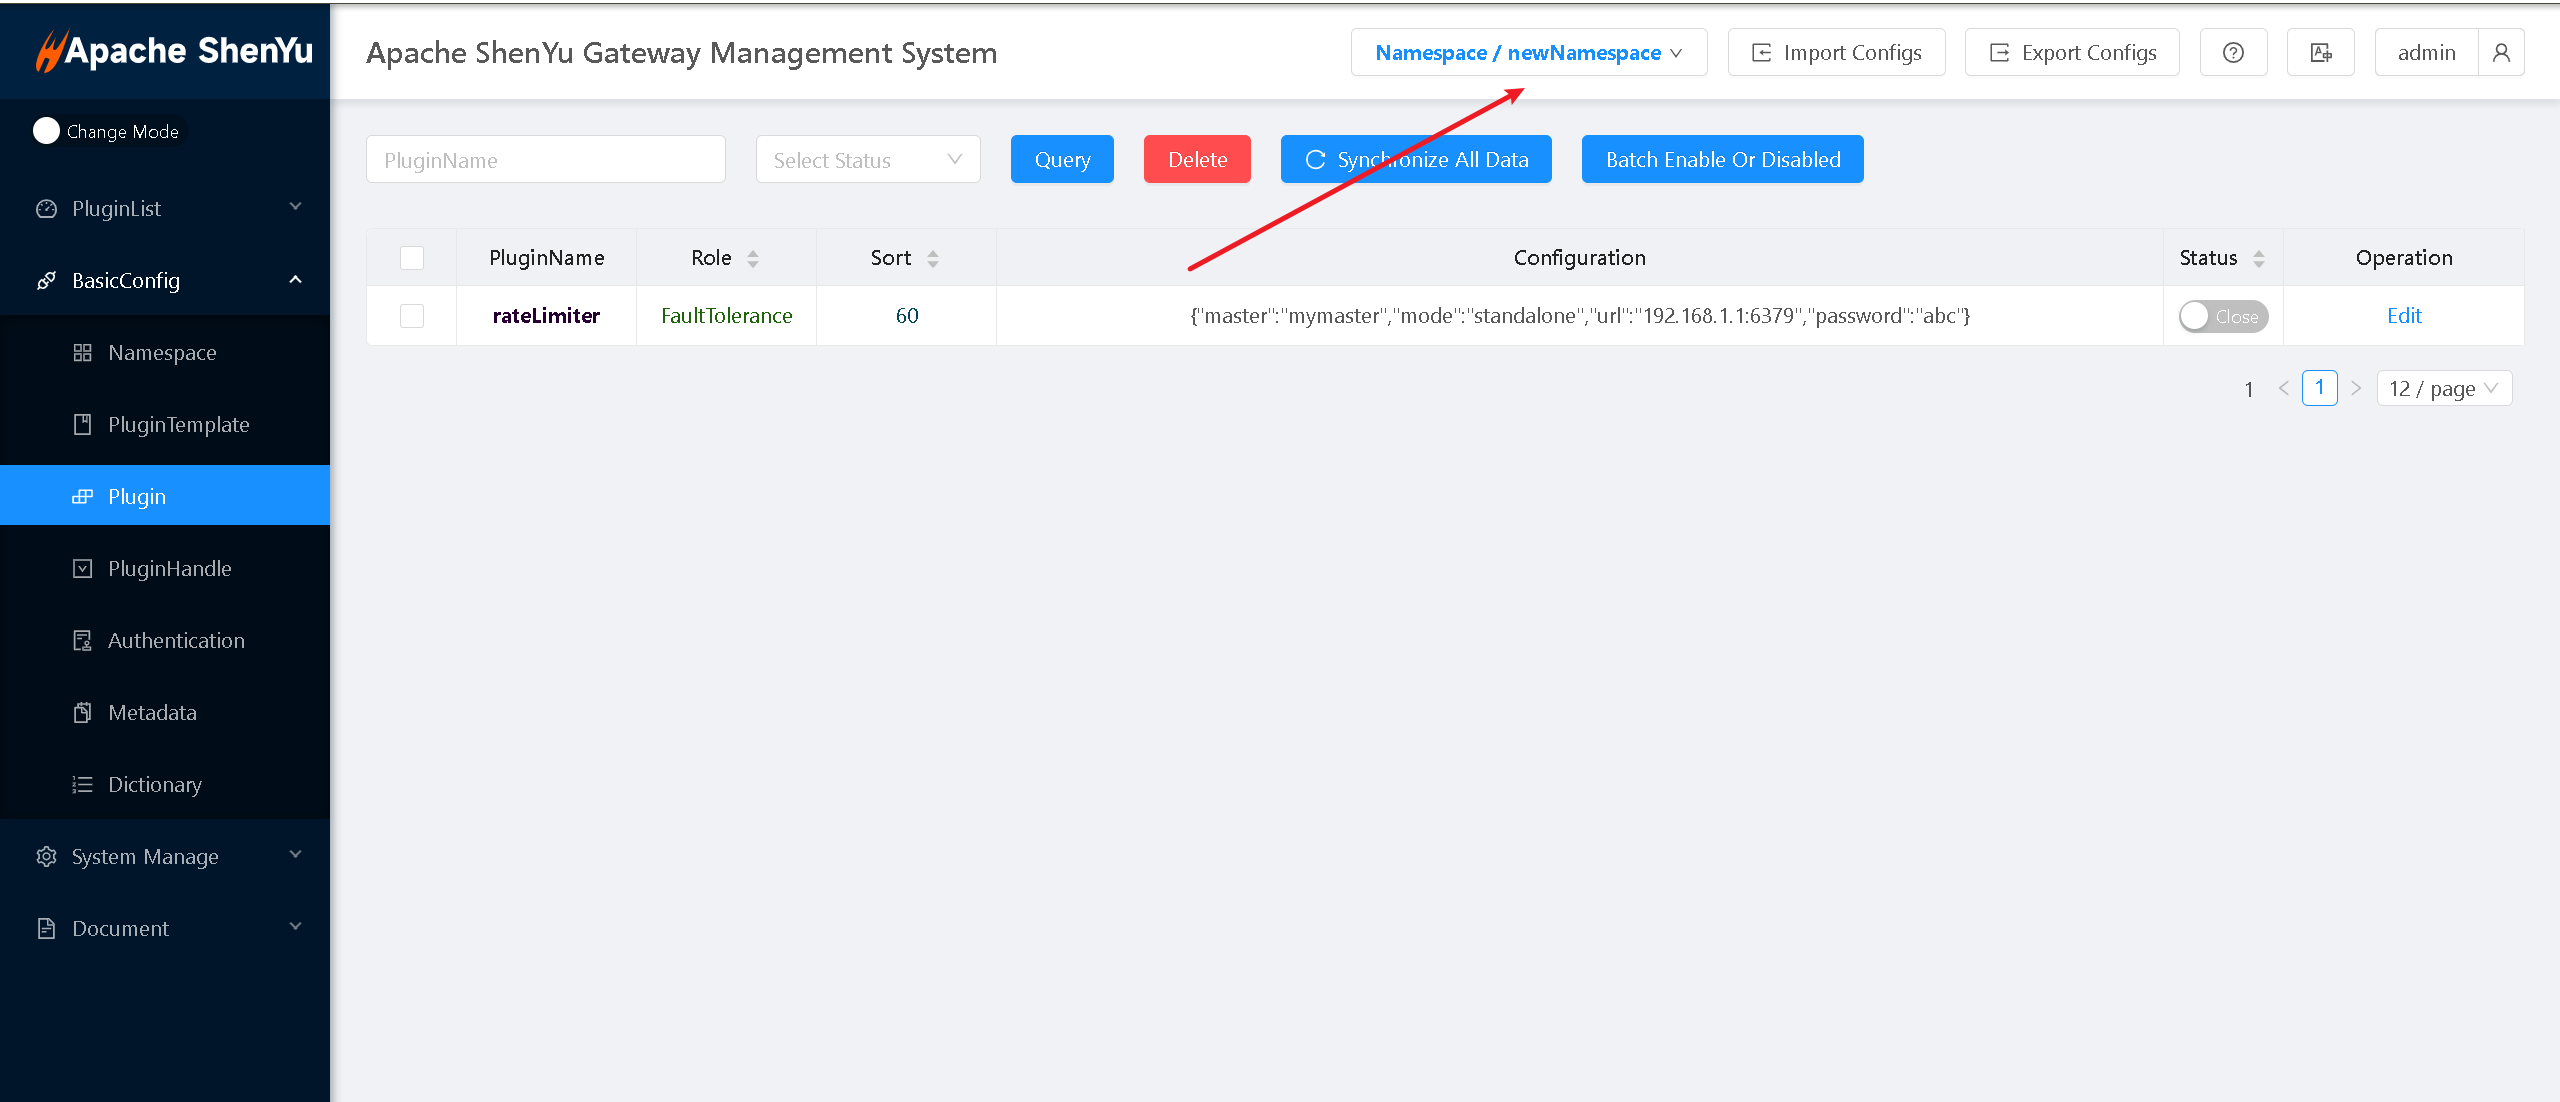 Apache ShenYu
Apache ShenYu Gateway Management System
Namespace / newNamespace
Import Configs
Export Configs
admin
Change Mode
PluginList
BasicConfig
Namespace
PluginTemplate
Plugin
PluginHandle
Authentication
Metadata
Dictionary
System Manage
Document
PluginName
Select Status
Query
Delete
Synchronize All Data
Batch Enable Or Disabled
PluginName Role Sort Configuration Status Operation
rateLimiter FaultTolerance 60 {"master":"mymaster","mode":"standalone","url":"192.168.1.1:6379","password":"abc"} Close Edit
1 1 12 / page